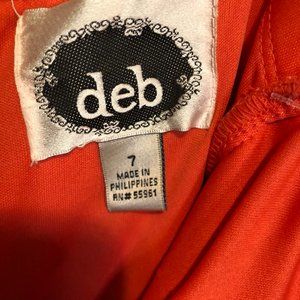 deb
7
MADE IN
PHILIPPINES
RN# 55961